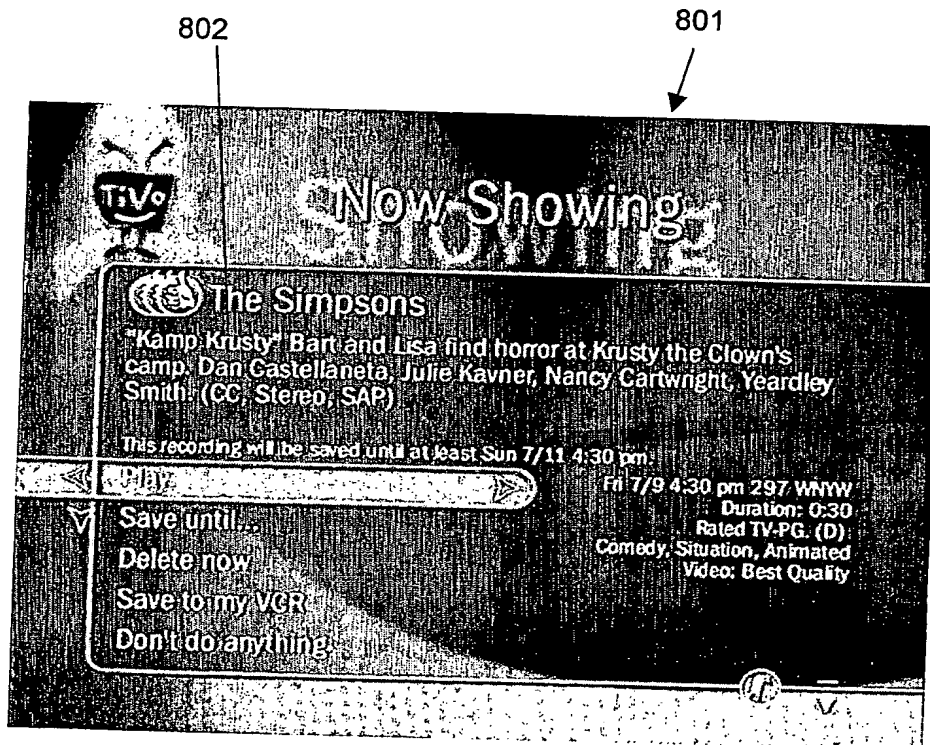 802
801
TiVo
Now Showing
Showing
The Simpsons
"Kamp Krusty" Bart and Lisa find horror at Krusty the Clown's
camp. Dan Castellaneta, Julie Kavner, Nancy Cartwright, Yeardley
Smith. (CC, Stereo, SAP)
This recording will be saved until at least Sun 7/11 4:30 pm.
Play
Save until...
Delete now
Save to my VCR
Don't do anything
Fri 7/9 4:30 pm 297 WNYW
Duration: 0:30
Rated TV-PG. (D)
Comedy, Situation, Animated
Video: Best Quality